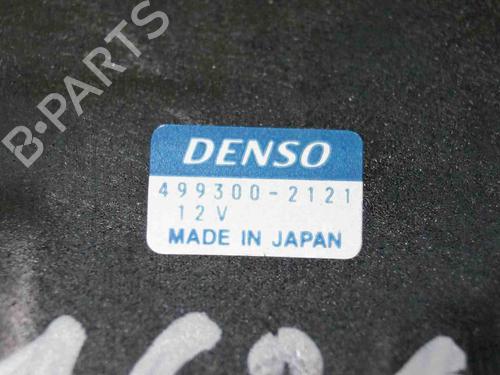 B-PARTS
DENSO
499300-2121
12V
MADE IN JAPAN